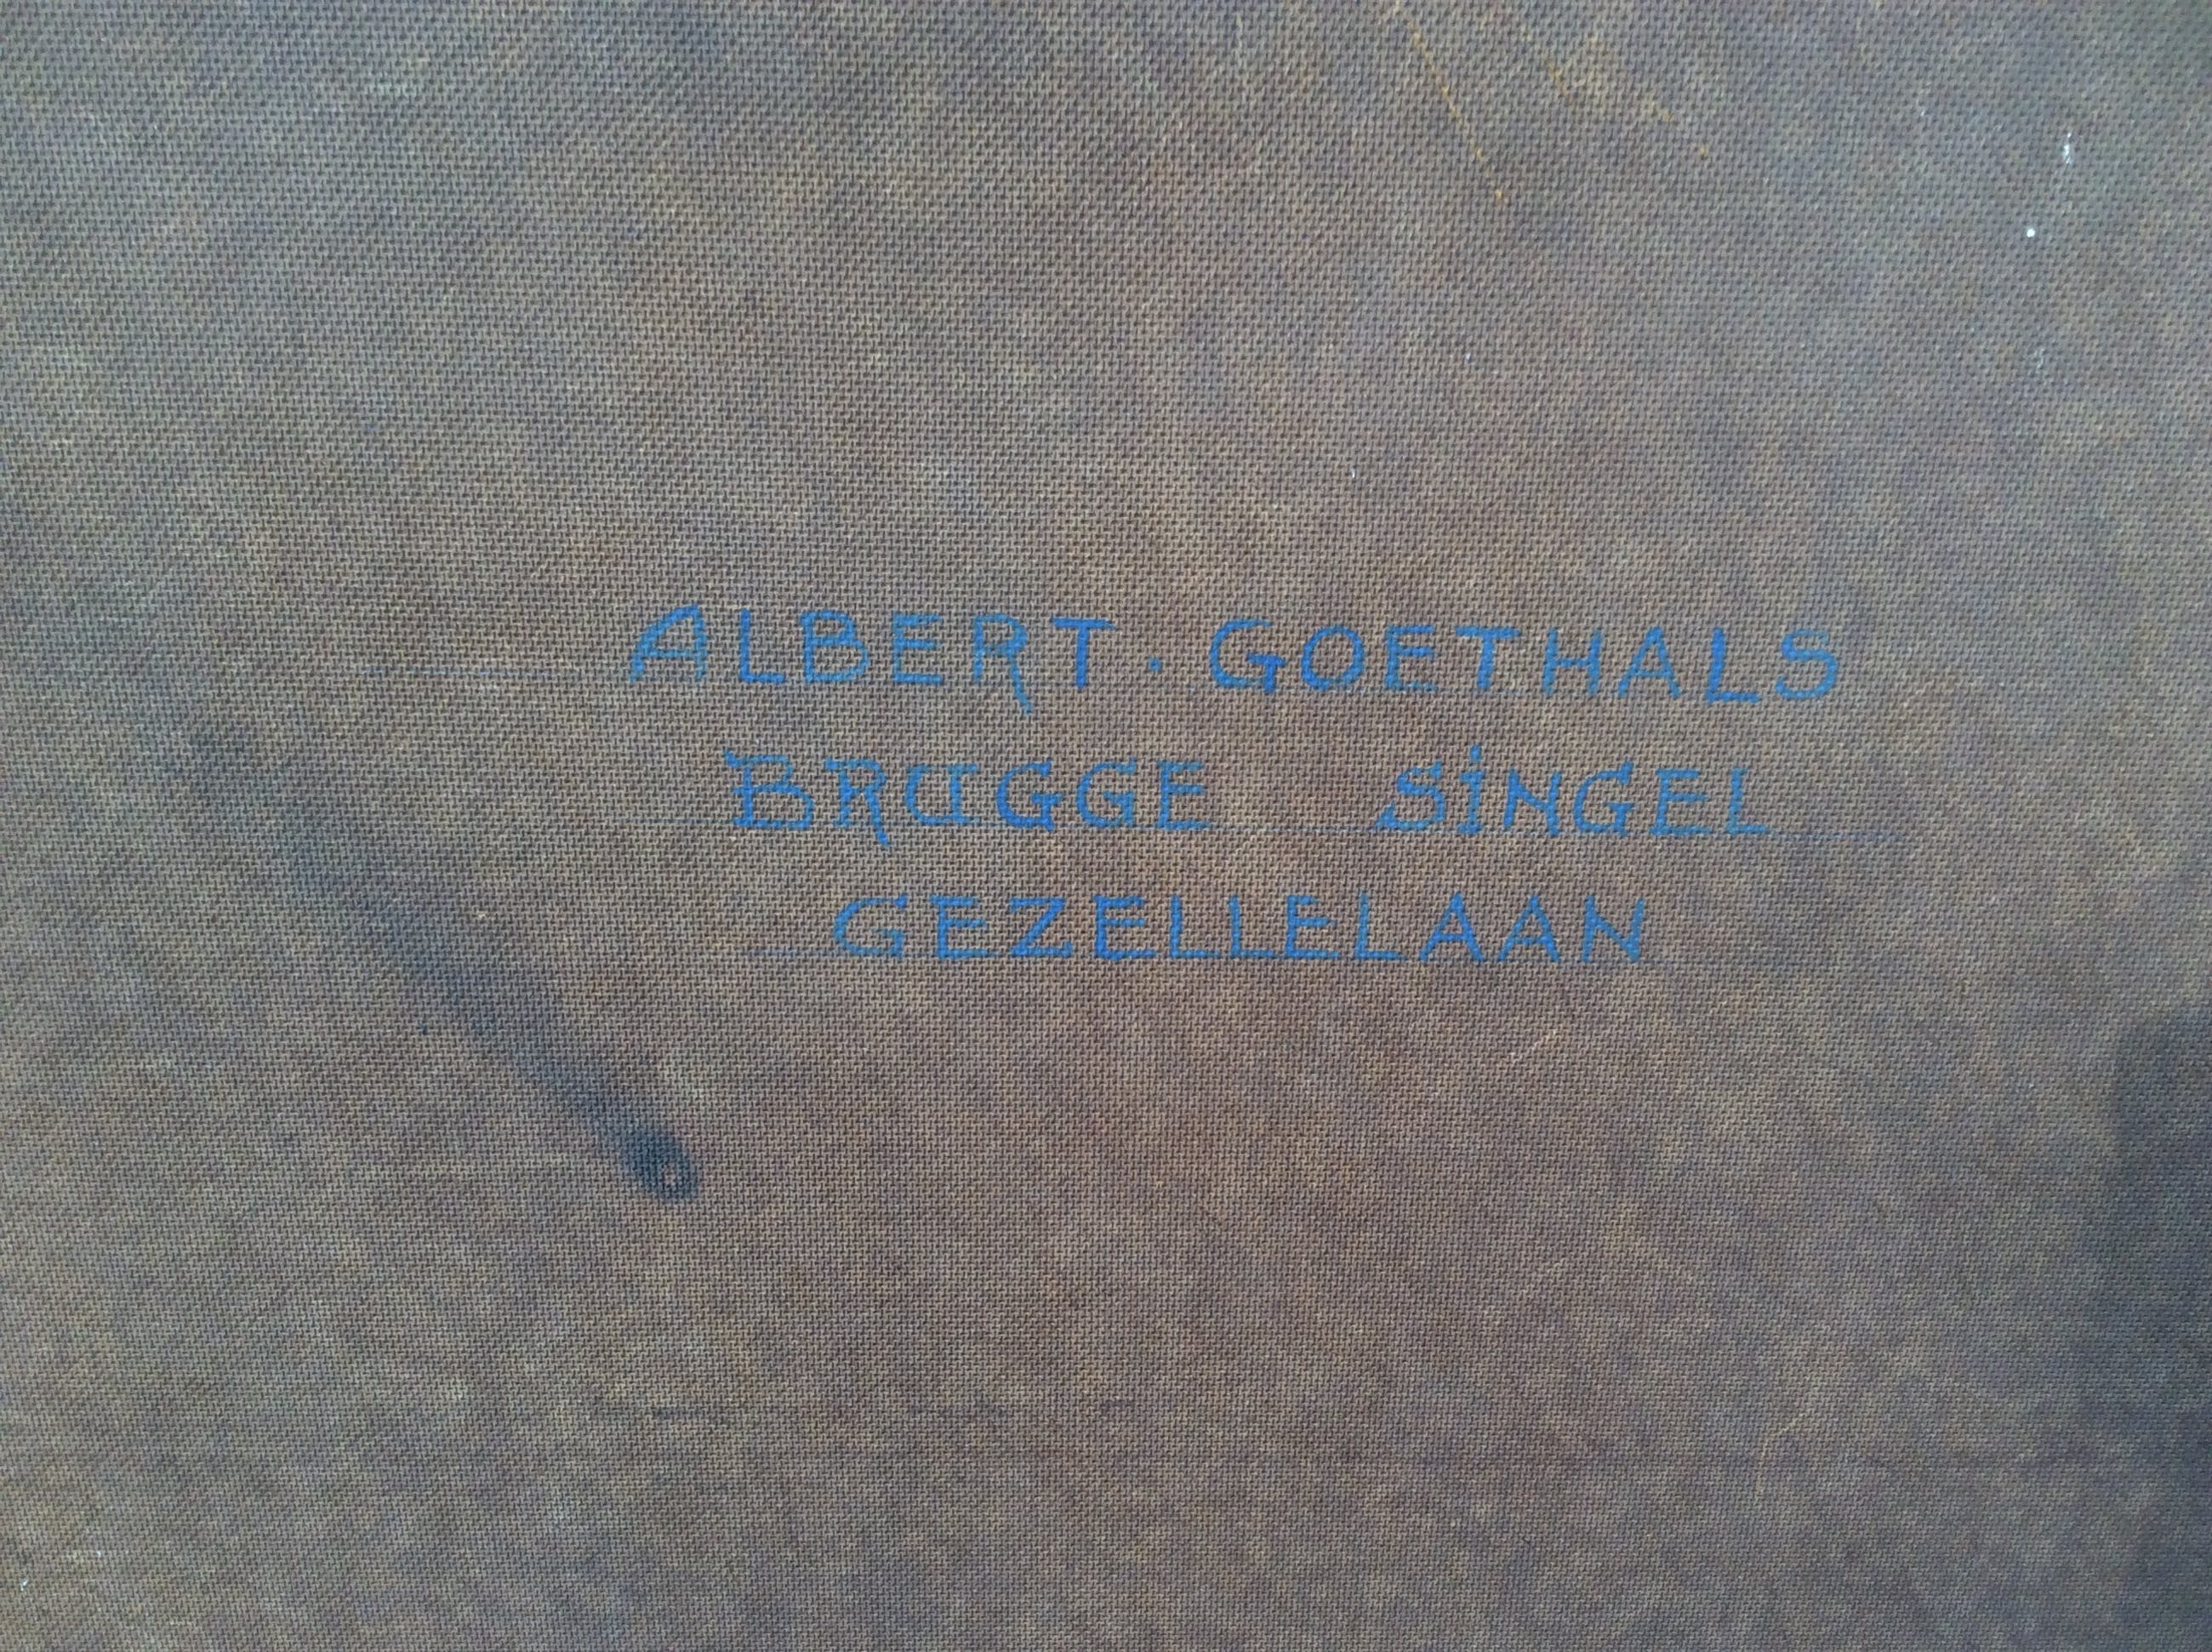 ALBERT · GOETHALS
BRUGGE SiNGEL
GEZELLELAAN